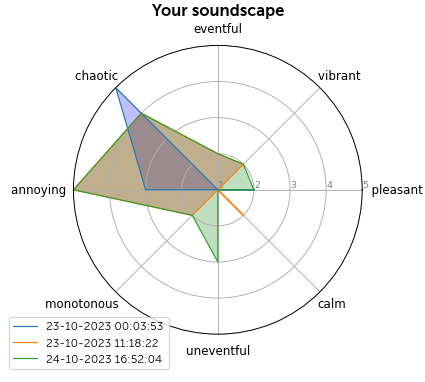 Your soundscape
eventful
chaotic
vibrant
annoying
1
2
3
4
5
pleasant
monotonous
calm
uneventful
23-10-2023 00:03:53
23-10-2023 11:18:22
24-10-2023 16:52:04